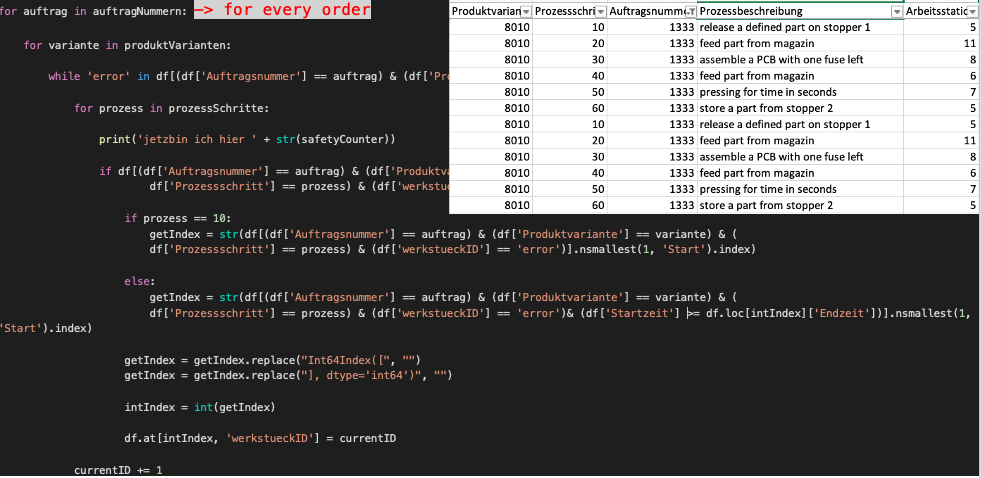 for auftrag in auftragNummern: —> for every order
for variante in produktVarianten:
while 'error' in df[(df['Auftragsnummer'] == auftrag) & (df['Pro
for prozess in prozessSchritte:
print('jetzbin ich hier ' + str(safetyCounter))
if df[(df['Auftragsnummer'] == auftrag) & (df['Produktva
df['Prozessschritt'] == prozess) & (df['werkstue
if prozess == 10:
getIndex = str(df[(df['Auftragsnummer'] == auftrag) & (df['Produktvariante'] == variante) & (
df['Prozessschritt'] == prozess) & (df['werkstueckID'] == 'error')].nsmallest(1, 'Start').index)
else:
getIndex = str(df[(df['Auftragsnummer'] == auftrag) & (df['Produktvariante'] == variante) & (
df['Prozessschritt'] == prozess) & (df['werkstueckID'] == 'error')& (df['Startzeit'] >= df.loc[intIndex]['Endzeit'])].nsmallest(1,
'Start').index)
getIndex = getIndex.replace("Int64Index([", "")
getIndex = getIndex.replace("], dtype='int64')", "")
intIndex = int(getIndex)
df.at[intIndex, 'werkstueckID'] = currentID
currentID += 1
Produktvarian Prozessschri Auftragsnumm Prozessbeschreibung Arbeitsstatic
8010 10 1333 release a defined part on stopper 1 5
8010 20 1333 feed part from magazin 11
8010 30 1333 assemble a PCB with one fuse left 8
8010 40 1333 feed part from magazin 6
8010 50 1333 pressing for time in seconds 7
8010 60 1333 store a part from stopper 2 5
8010 10 1333 release a defined part on stopper 1 5
8010 20 1333 feed part from magazin 11
8010 30 1333 assemble a PCB with one fuse left 8
8010 40 1333 feed part from magazin 6
8010 50 1333 pressing for time in seconds 7
8010 60 1333 store a part from stopper 2 5